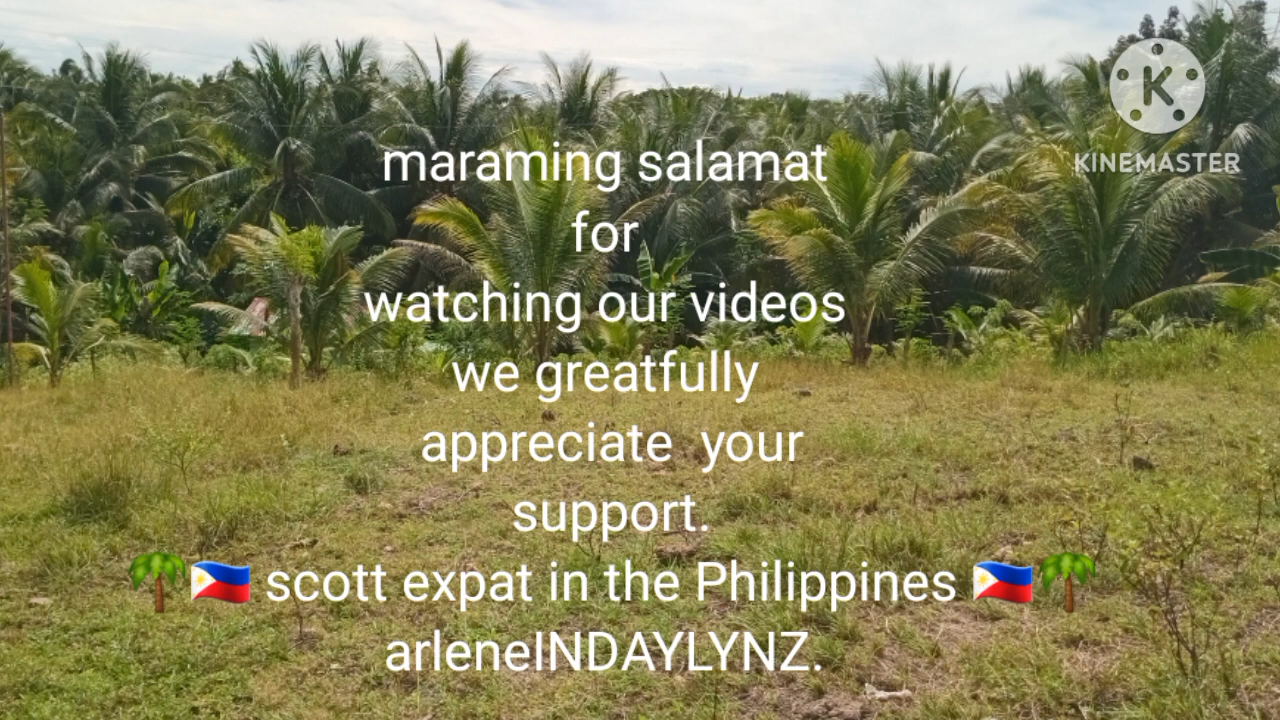 K
KINEMASTER
maraming salamat
for
watching our videos
we greatfully
appreciate  your
support.
🌴🇵🇭 scott expat in the Philippines 🇵🇭🌴
arleneINDAYLYNZ.